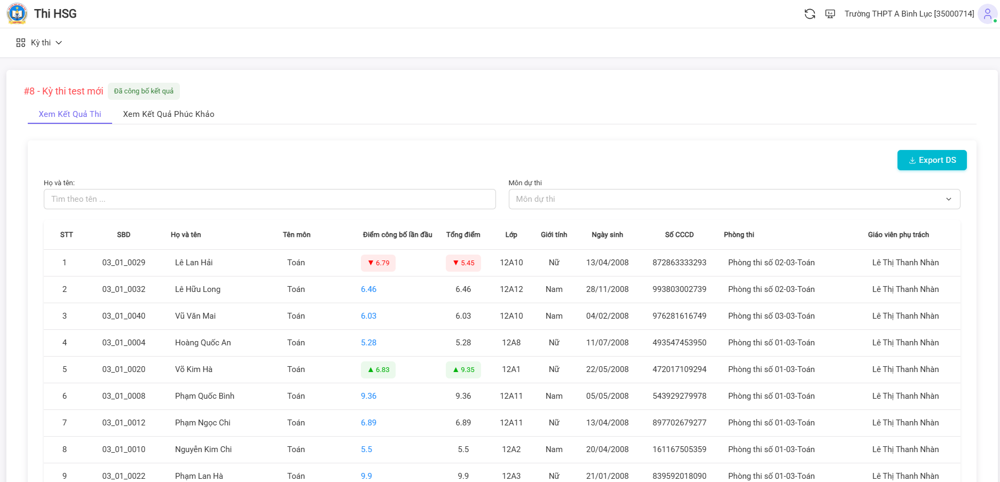 Thi HSG
Trường THPT A Bình Lục [35000714]
Kỳ thi
#8 - Kỳ thi test mới Đã công bố kết quả
Xem Kết Quả Thi Xem Kết Quả Phúc Khảo
Export DS
Họ và tên: Môn dự thi
Tìm theo tên ... Môn dự thi
STT SBD Họ và tên Tên môn Điểm công bố lần đầu Tổng điểm Lớp Giới tính Ngày sinh Số CCCD Phòng thi Giáo viên phụ trách
1 03_01_0029 Lê Lan Hải Toán ▼ 6.79 ▼ 5.45 12A10 Nữ 13/04/2008 872863333293 Phòng thi số 02-03-Toán Lê Thị Thanh Nhàn
2 03_01_0032 Lê Hữu Long Toán 6.46 6.46 12A12 Nam 28/11/2008 993803002739 Phòng thi số 02-03-Toán Lê Thị Thanh Nhàn
3 03_01_0040 Vũ Văn Mai Toán 6.03 6.03 12A10 Nam 04/02/2008 976281616749 Phòng thi số 03-03-Toán Lê Thị Thanh Nhàn
4 03_01_0004 Hoàng Quốc An Toán 5.28 5.28 12A8 Nữ 11/07/2008 493547453950 Phòng thi số 01-03-Toán Lê Thị Thanh Nhàn
5 03_01_0020 Võ Kim Hà Toán ▲ 6.83 ▲ 9.35 12A1 Nữ 22/05/2008 472017109294 Phòng thi số 01-03-Toán Lê Thị Thanh Nhàn
6 03_01_0008 Phạm Quốc Bình Toán 9.36 9.36 12A11 Nam 05/05/2008 543929279978 Phòng thi số 01-03-Toán Lê Thị Thanh Nhàn
7 03_01_0012 Phạm Ngọc Chi Toán 6.89 6.89 12A11 Nữ 13/04/2008 897702679277 Phòng thi số 01-03-Toán Lê Thị Thanh Nhàn
8 03_01_0010 Nguyễn Kim Chi Toán 5.5 5.5 12A2 Nam 20/04/2008 161167505359 Phòng thi số 01-03-Toán Lê Thị Thanh Nhàn
9 03_01_0022 Phạm Lan Hà Toán 9.9 9.9 12A3 Nữ 21/01/2008 839592018090 Phòng thi số 01-03-Toán Lê Thị Thanh Nhàn